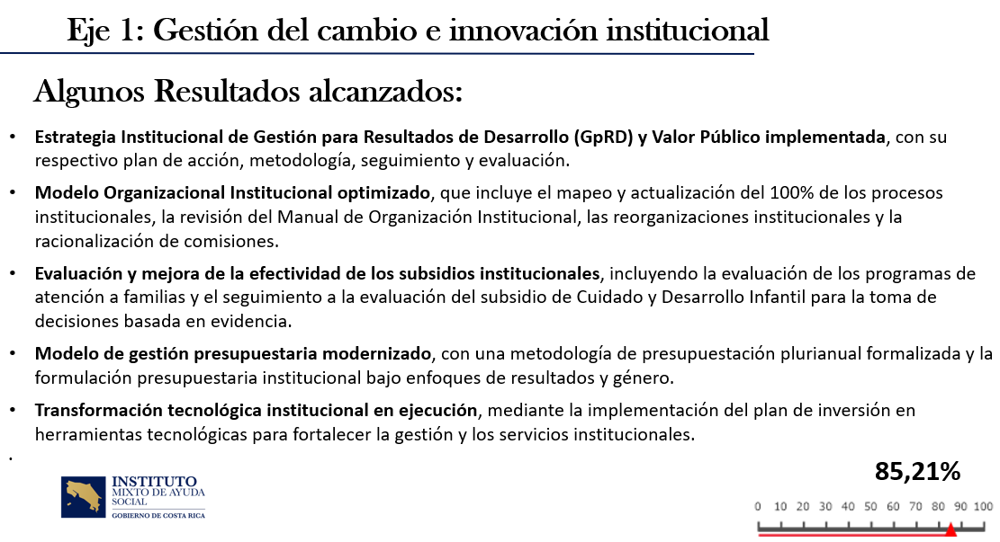 Eje 1: Gestión del cambio e innovación institucional
Algunos Resultados alcanzados:
• Estrategia Institucional de Gestión para Resultados de Desarrollo (GpRD) y Valor Público implementada, con su
respectivo plan de acción, metodología, seguimiento y evaluación.
• Modelo Organizacional Institucional optimizado, que incluye el mapeo y actualización del 100% de los procesos
institucionales, la revisión del Manual de Organización Institucional, las reorganizaciones institucionales y la
racionalización de comisiones.
• Evaluación y mejora de la efectividad de los subsidios institucionales, incluyendo la evaluación de los programas de
atención a familias y el seguimiento a la evaluación del subsidio de Cuidado y Desarrollo Infantil para la toma de
decisiones basada en evidencia.
• Modelo de gestión presupuestaria modernizado, con una metodología de presupuestación plurianual formalizada y la
formulación presupuestaria institucional bajo enfoques de resultados y género.
• Transformación tecnológica institucional en ejecución, mediante la implementación del plan de inversión en
herramientas tecnológicas para fortalecer la gestión y los servicios institucionales.
.
85,21%
INSTITUTO
MIXTO DE AYUDA
SOCIAL
GOBIERNO DE COSTA RICA
0 10 20 30 40 50 60 70 80 90 100